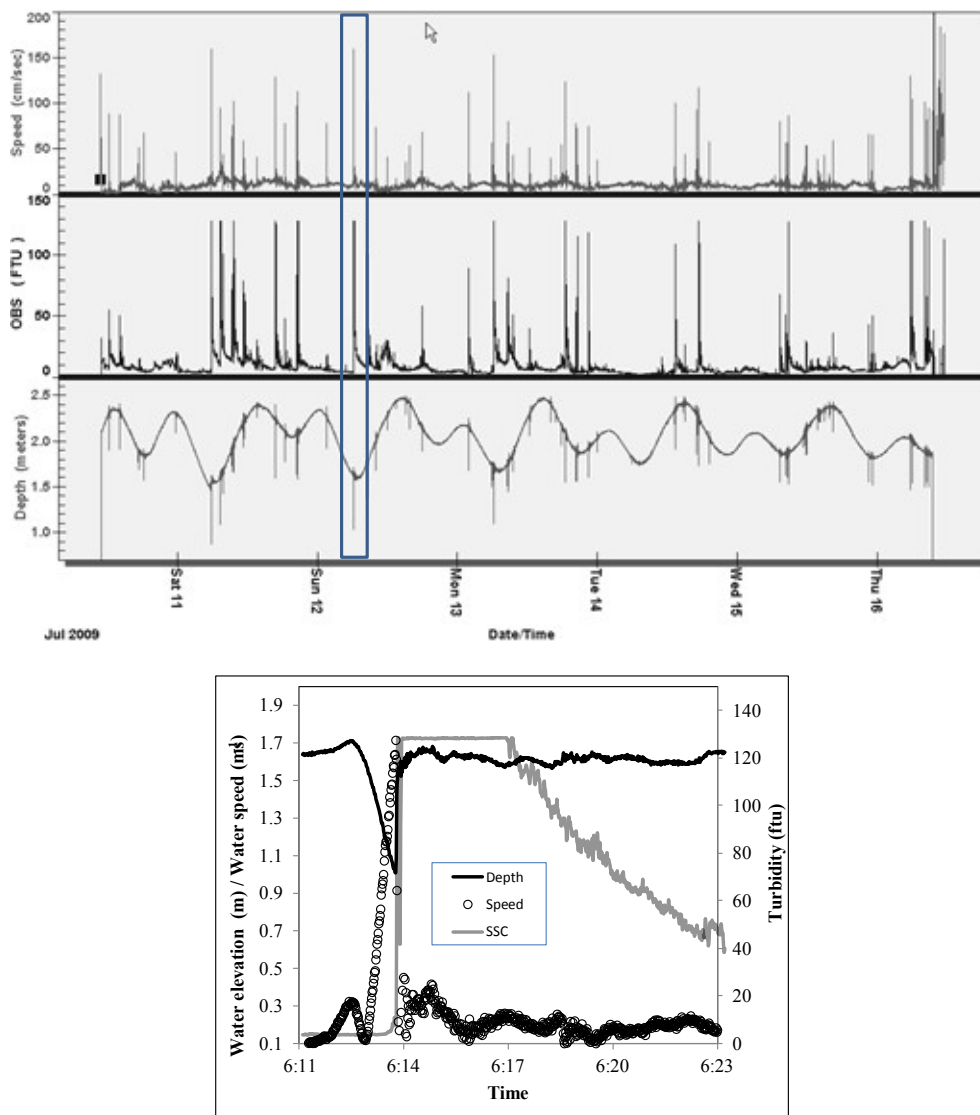 200
150
100
50
0
Speed (cm/sec)
150
100
50
0
OBS (FTU)
2.5
2.0
1.5
1.0
Depth (meters)
Sat 11
Sun 12
Mon 13
Tue 14
Wed 15
Thu 16
Jul 2009
Date/Time
1.9
1.7
1.5
1.3
1.1
0.9
0.7
0.5
0.3
0.1
Water elevation (m) / Water speed (ms¹)
140
120
100
80
60
40
20
0
Turbidity (ftu)
Depth
Speed
SSC
6:11
6:14
6:17
6:20
6:23
Time